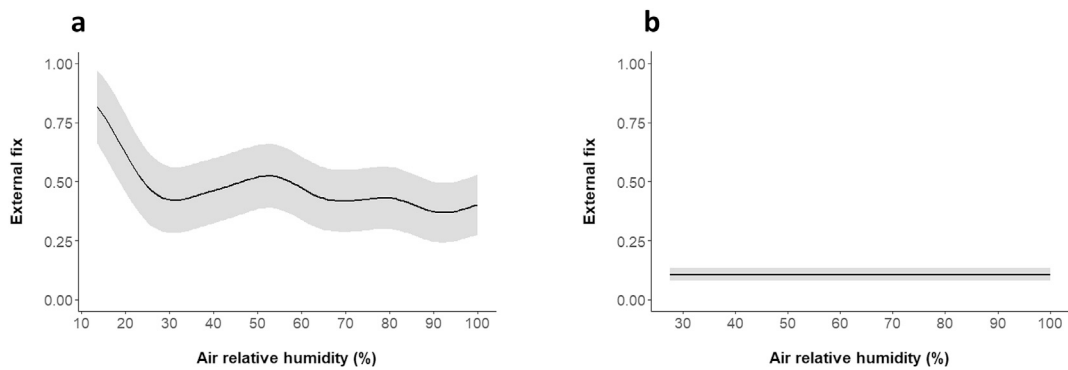 a
1.00
0.75
0.50
0.25
0.00
External fix
10 20 30 40 50 60 70 80 90 100
Air relative humidity (%)
b
1.00
0.75
0.50
0.25
0.00
External fix
30 40 50 60 70 80 90 100
Air relative humidity (%)